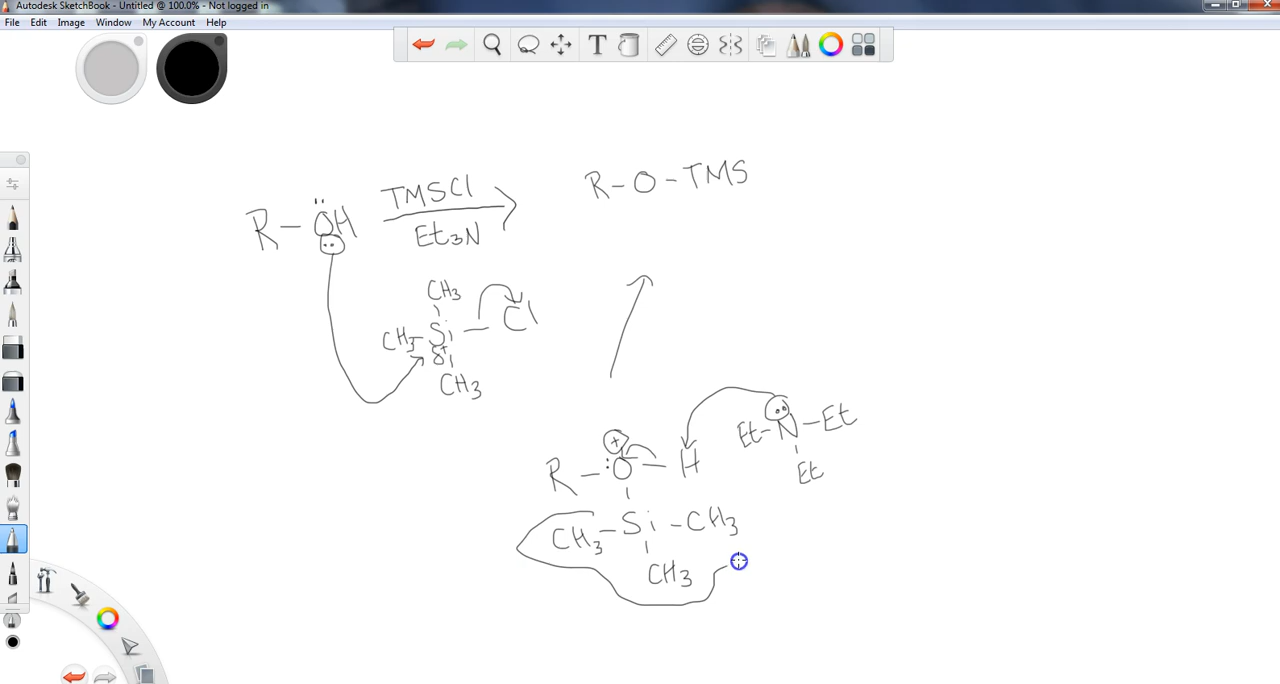 Autodesk SketchBook - Untitled @ 100.0% - Not logged in
File Edit Image Window My Account Help
T
TMSCl
R-O-TMS
R-ÖH
Et3N
CH3
CH3-Si-Cl
δ+
CH3
+
Et-N-Et
R-O-H
Et
CH3-Si-CH3
CH3